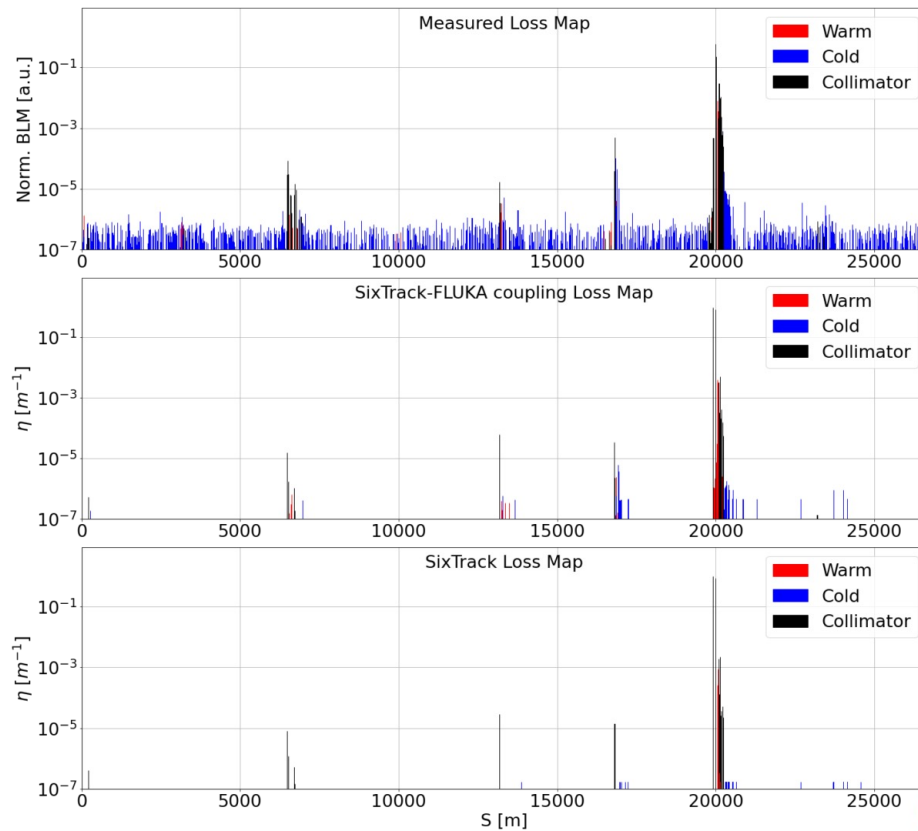 Measured Loss Map
Warm
Cold
Collimator
Norm. BLM [a.u.]
10⁻¹
10⁻³
10⁻⁵
10⁻⁷
0 5000 10000 15000 20000 25000
SixTrack-FLUKA coupling Loss Map
Warm
Cold
Collimator
η [m⁻¹]
10⁻¹
10⁻³
10⁻⁵
10⁻⁷
0 5000 10000 15000 20000 25000
SixTrack Loss Map
Warm
Cold
Collimator
η [m⁻¹]
10⁻¹
10⁻³
10⁻⁵
10⁻⁷
0 5000 10000 15000 20000 25000
S [m]